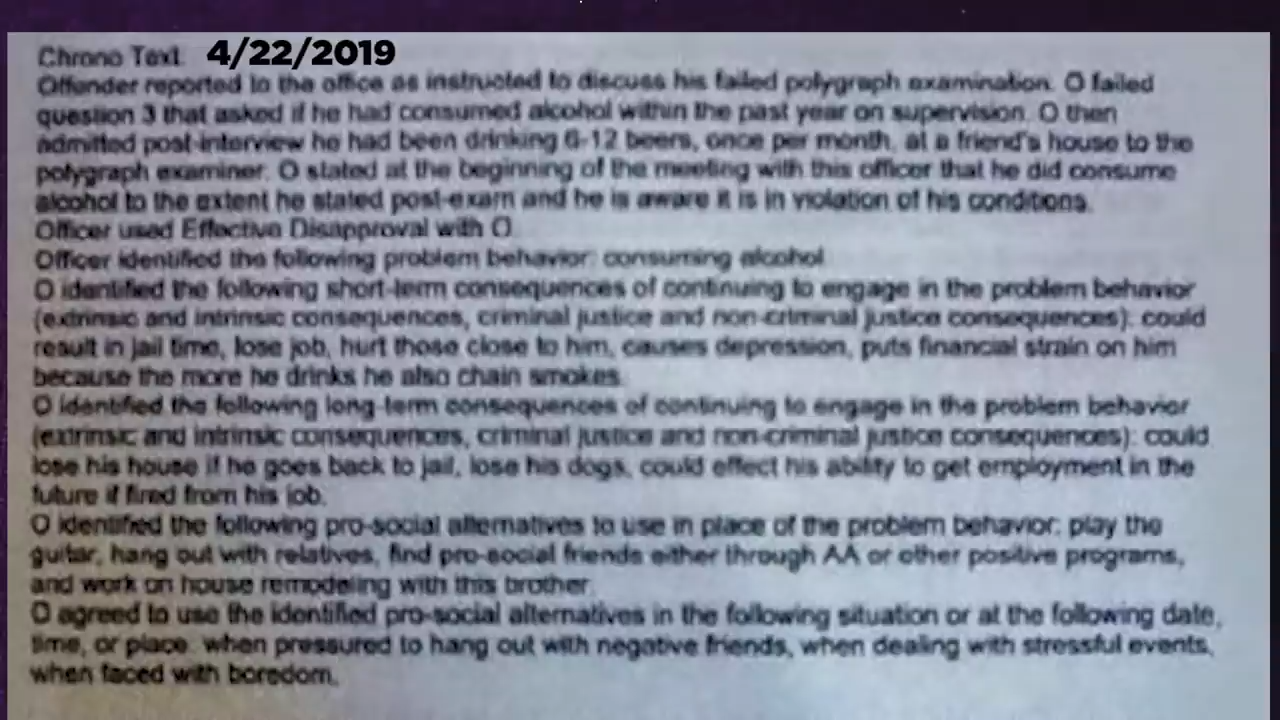 Chrono Text: 4/22/2019
Offender reported to the office as instructed to discuss his failed polygraph examination. O failed
question 3 that asked if he had consumed alcohol within the past year on supervision. O then
admitted post-interview he had been drinking 6-12 beers, once per month, at a friend's house to the
polygraph examiner. O stated at the beginning of the meeting with this officer that he did consume
alcohol to the extent he stated post-exam and he is aware it is in violation of his conditions.
Officer used Effective Disapproval with O.
Officer identified the following problem behavior: consuming alcohol
O identified the following short-term consequences of continuing to engage in the problem behavior
(extrinsic and intrinsic consequences, criminal justice and non-criminal justice consequences): could
result in jail time, lose job, hurt those close to him, causes depression, puts financial strain on him
because the more he drinks he also chain smokes.
O identified the following long-term consequences of continuing to engage in the problem behavior
(extrinsic and intrinsic consequences, criminal justice and non-criminal justice consequences): could
lose his house if he goes back to jail, lose his dogs, could effect his ability to get employment in the
future if fired from his job.
O identified the following pro-social alternatives to use in place of the problem behavior: play the
guitar, hang out with relatives, find pro-social friends either through AA or other positive programs,
and work on house remodeling with this brother.
O agreed to use the identified pro-social alternatives in the following situation or at the following date,
time, or place: when pressured to hang out with negative friends, when dealing with stressful events,
when faced with boredom.